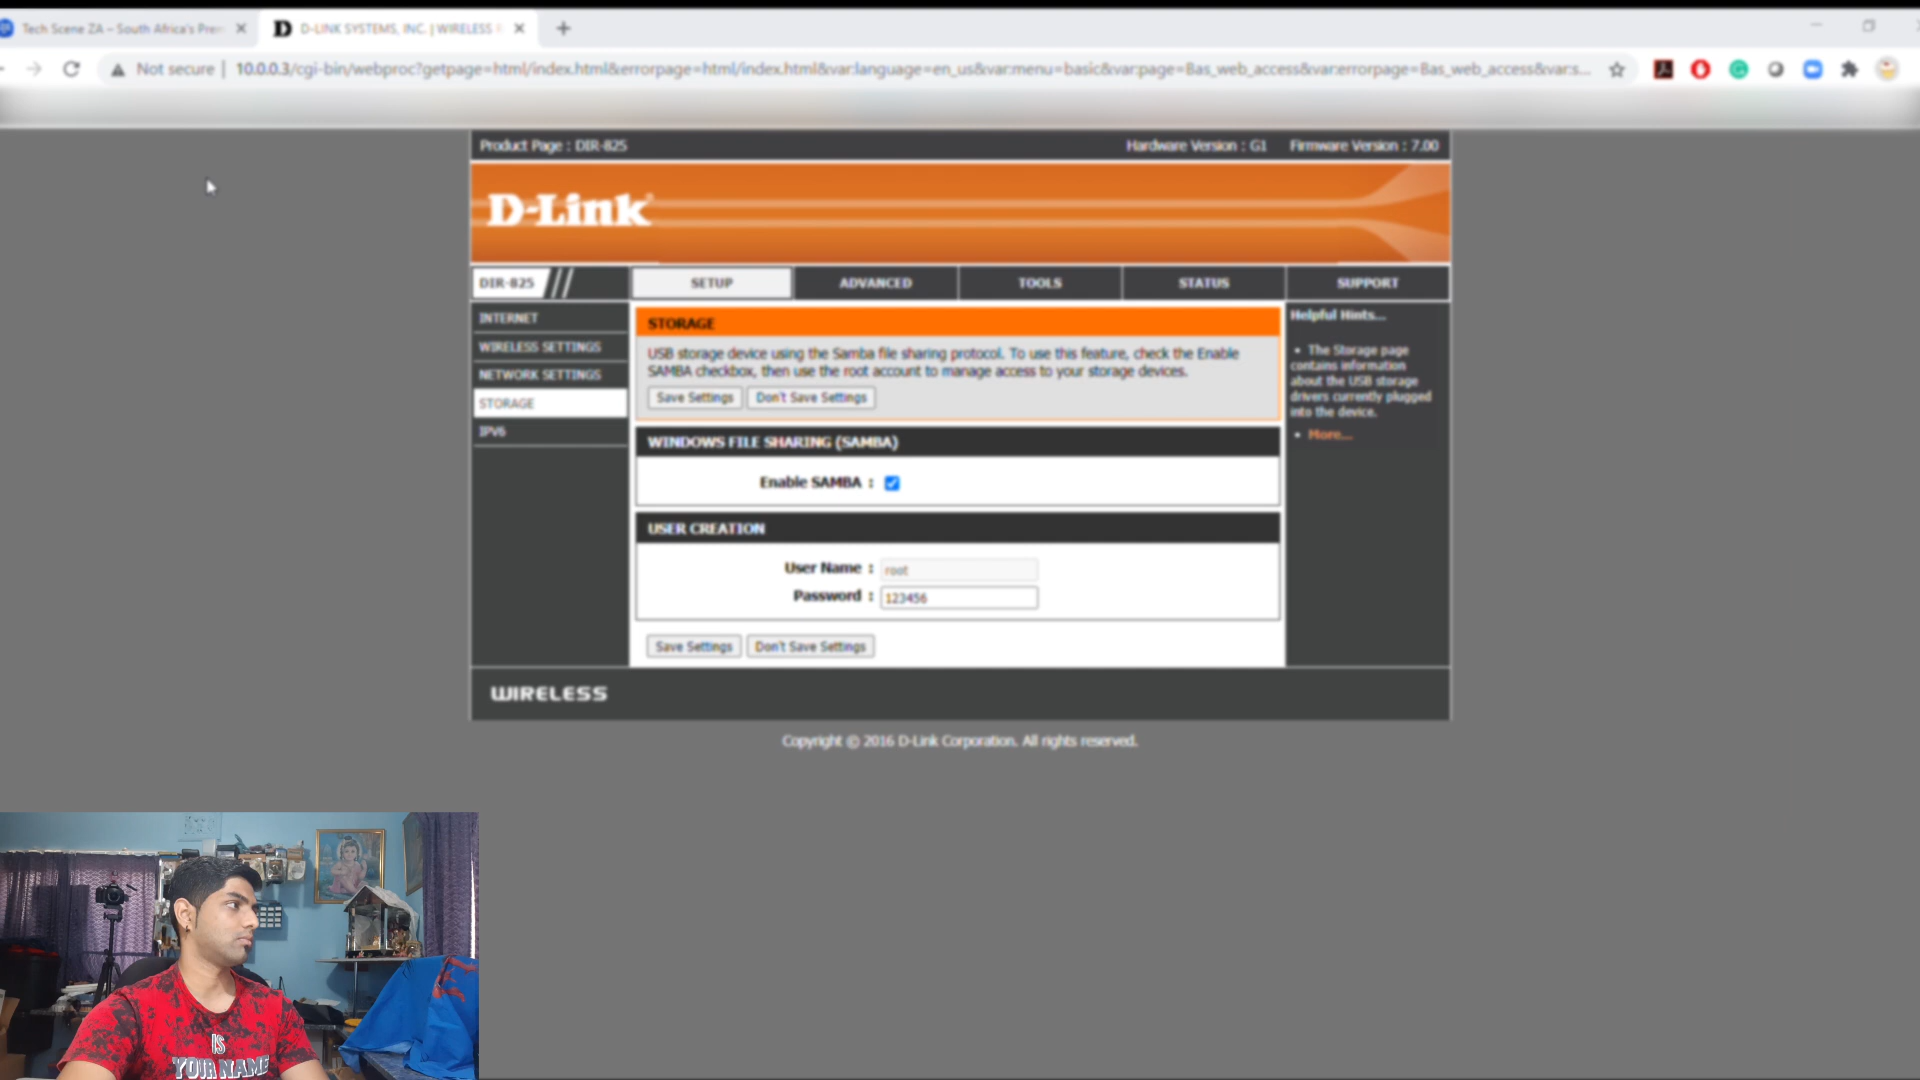 Tech Scene ZA – South Africa's Pre
D-LINK SYSTEMS, INC. | WIRELESS
Not secure | 10.0.0.3/cgi-bin/webproc?getpage=html/index.html&errorpage=html/index.html&var:language=en_us&var:menu=basic&var:page=Bas_web_access&var:errorpage=Bas_web_access&var:s...
Product Page : DIR-825
Hardware Version : G1
Firmware Version : 7.00
D-Link
DIR-825
SETUP
ADVANCED
TOOLS
STATUS
SUPPORT
INTERNET
WIRELESS SETTINGS
NETWORK SETTINGS
STORAGE
IPV6
STORAGE
USB storage device using the Samba file sharing protocol. To use this feature, check the Enable
SAMBA checkbox, then use the root account to manage access to your storage devices.
Save Settings
Don't Save Settings
WINDOWS FILE SHARING (SAMBA)
Enable SAMBA :
USER CREATION
User Name : root
Password : 123456
Save Settings
Don't Save Settings
Helpful Hints...
• The Storage page
contains information
about the USB storage
drivers currently plugged
into the device.
• More...
WIRELESS
Copyright © 2016 D-Link Corporation. All rights reserved.
IS
YOUR NAME